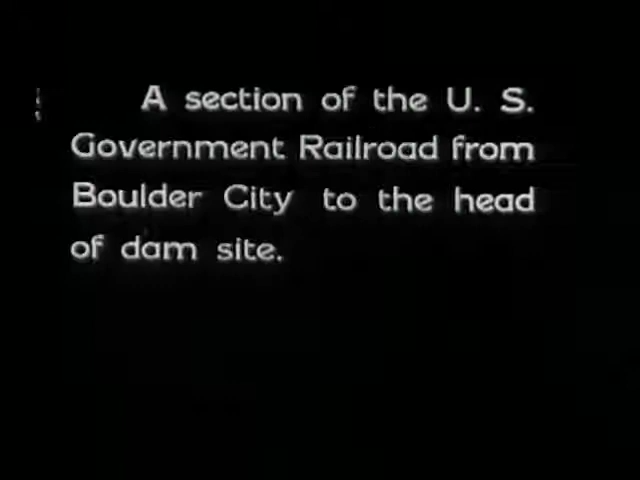 A section of the U. S.
Government Railroad from
Boulder City to the head
of dam site.